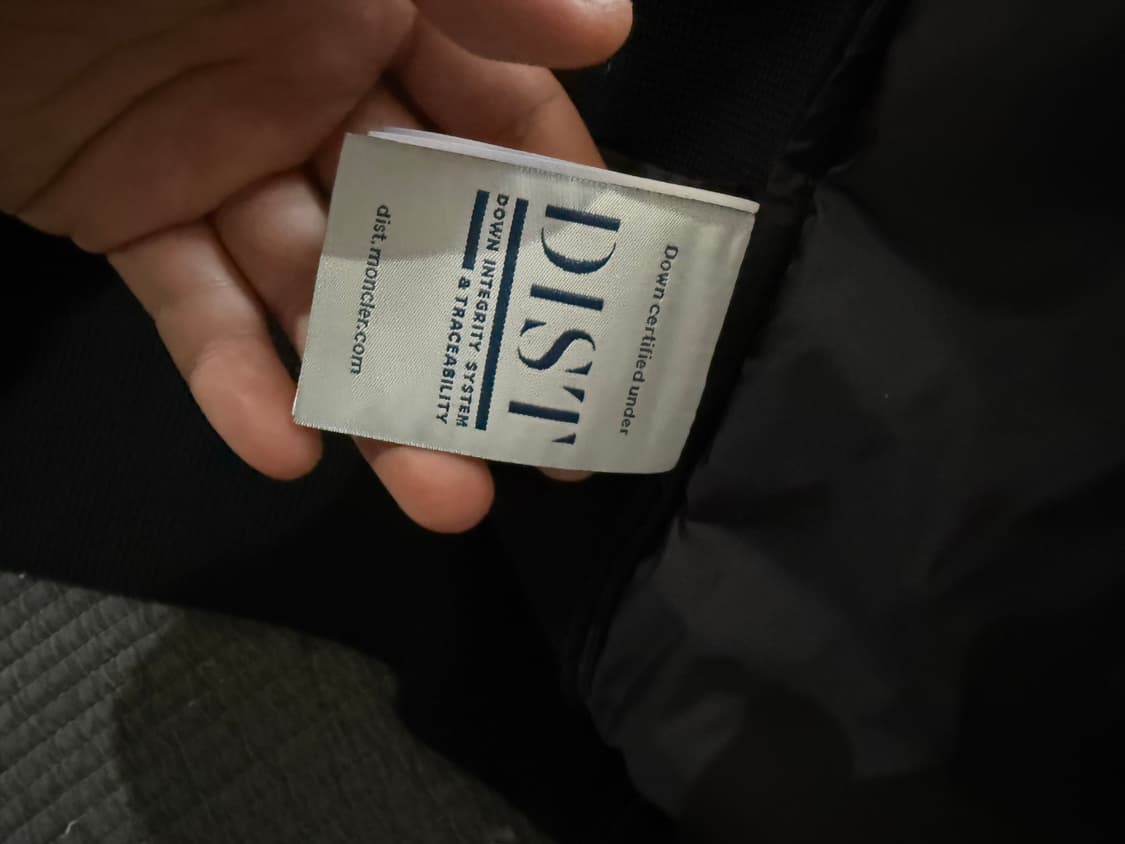 Down certified under
DIST
DOWN INTEGRITY SYSTEM
& TRACEABILITY
dist.moncler.com